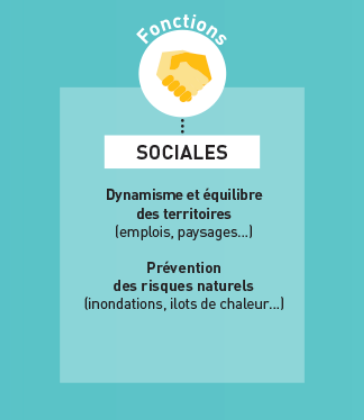 Fonctions
SOCIALES
Dynamisme et équilibre
des territoires
(emplois, paysages...)
Prévention
des risques naturels
(inondations, ilots de chaleur...)